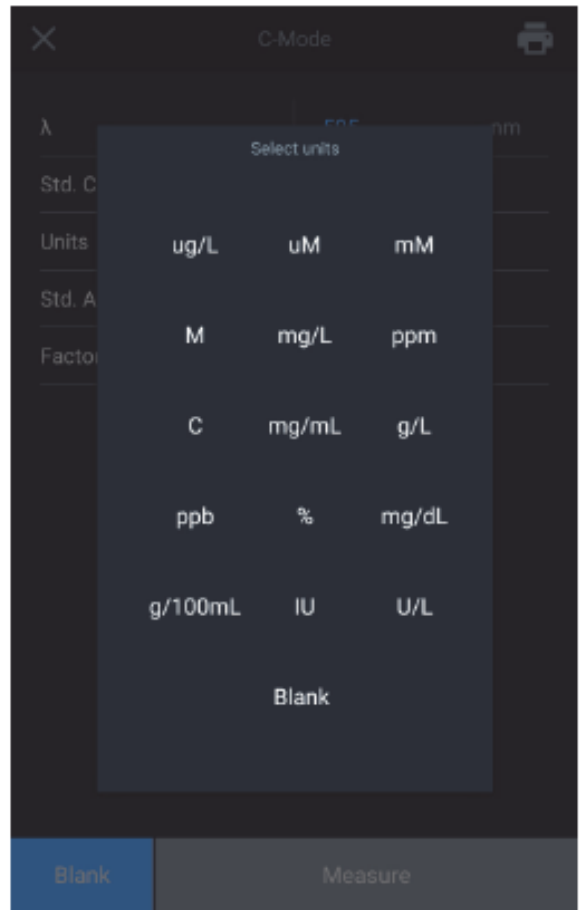 C-Mode
λ
nm
Select units
Std. C
Units
ug/L uM mM
Std. A
M mg/L ppm
Facto
C mg/mL g/L
ppb % mg/dL
g/100mL IU U/L
Blank
Blank Measure